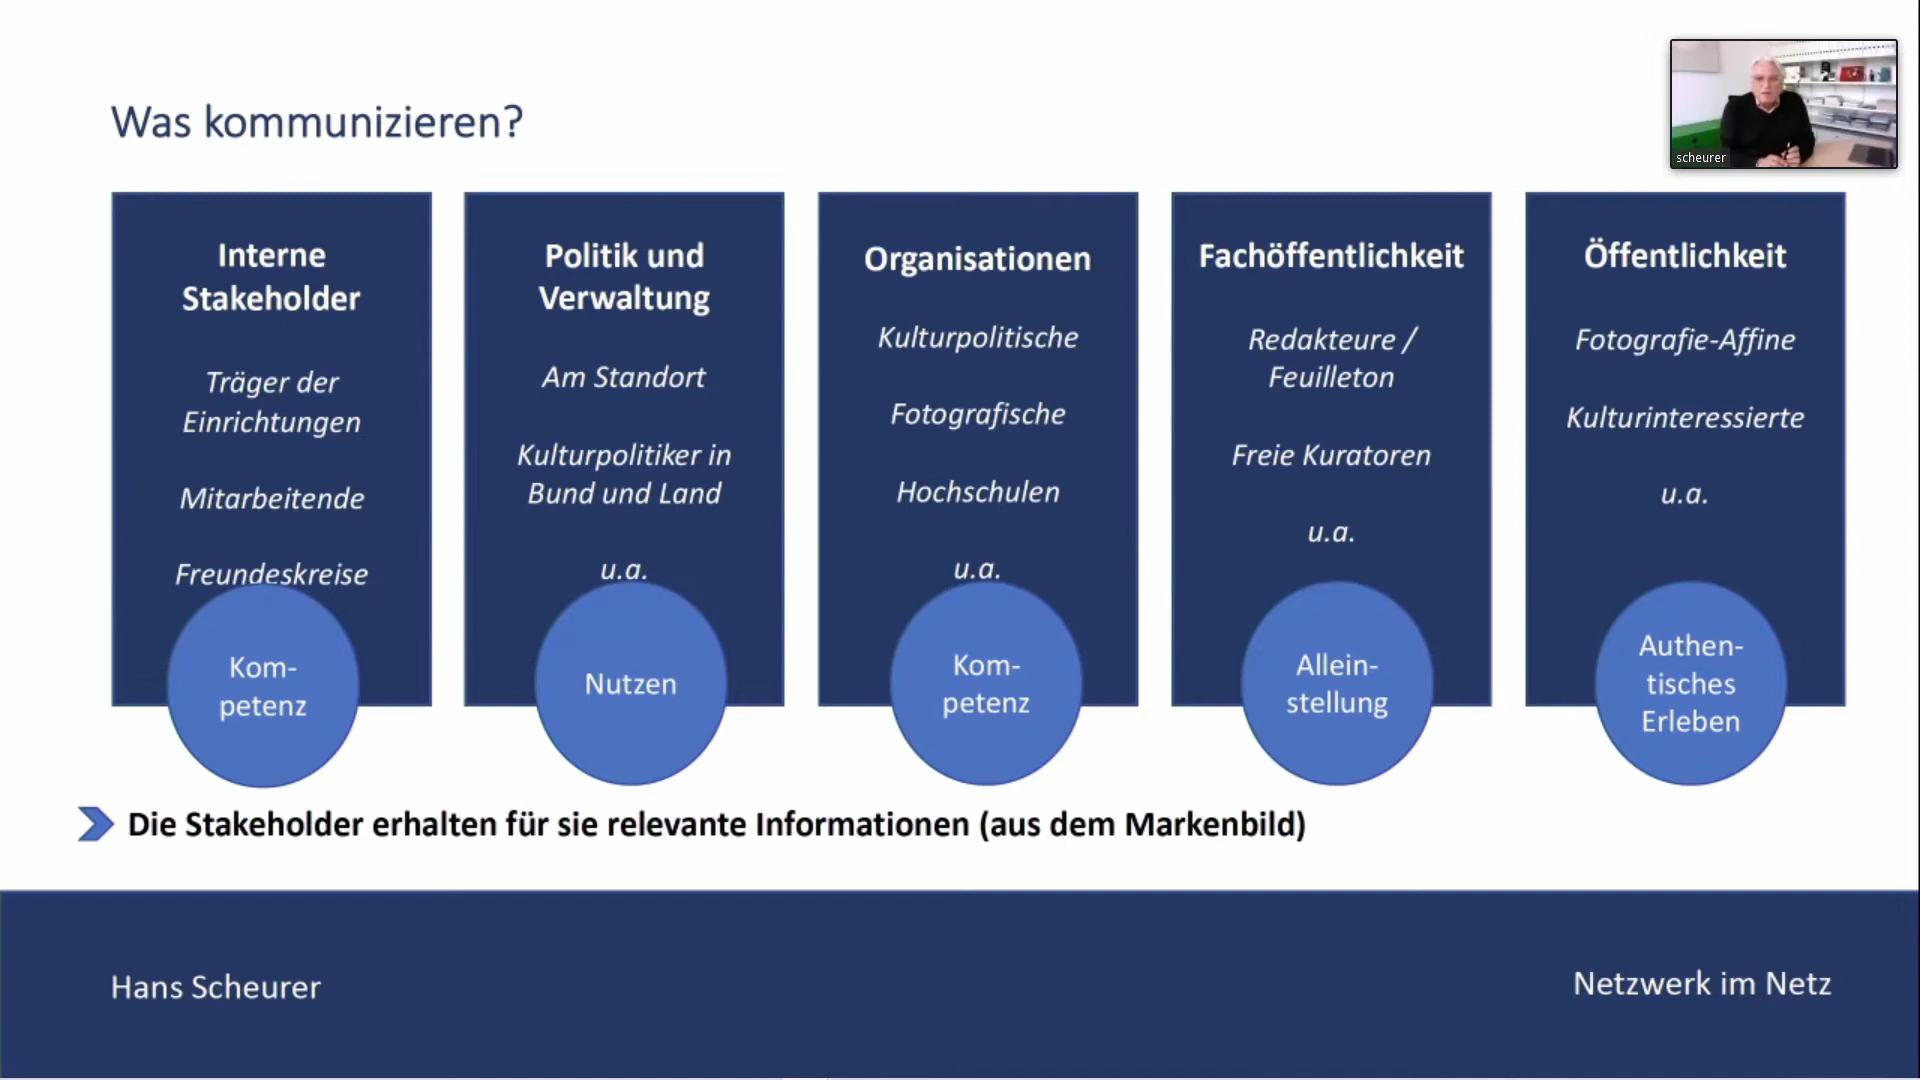 Was kommunizieren?
scheurer
Interne
Stakeholder
Träger der
Einrichtungen
Mitarbeitende
Freundeskreise
Kom-
petenz
Politik und
Verwaltung
Am Standort
Kulturpolitiker in
Bund und Land
u.a.
Nutzen
Organisationen
Kulturpolitische
Fotografische
Hochschulen
u.a.
Kom-
petenz
Fachöffentlichkeit
Redakteure /
Feuilleton
Freie Kuratoren
u.a.
Allein-
stellung
Öffentlichkeit
Fotografie-Affine
Kulturinteressierte
u.a.
Authen-
tisches
Erleben
Die Stakeholder erhalten für sie relevante Informationen (aus dem Markenbild)
Hans Scheurer
Netzwerk im Netz